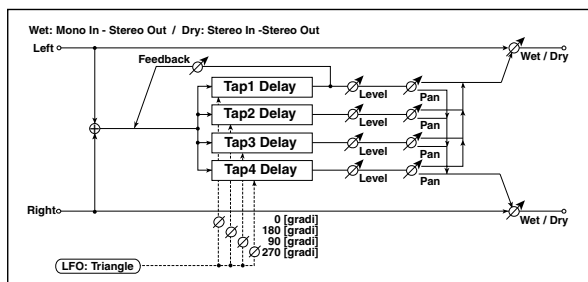 Wet: Mono In - Stereo Out / Dry: Stereo In -Stereo Out
Left
Feedback
Wet / Dry
Tap1 Delay
Level
Pan
Tap2 Delay
Level
Pan
Tap3 Delay
Level
Pan
Tap4 Delay
Level
Pan
Right
Wet / Dry
0 [gradi]
180 [gradi]
90 [gradi]
270 [gradi]
LFO: Triangle